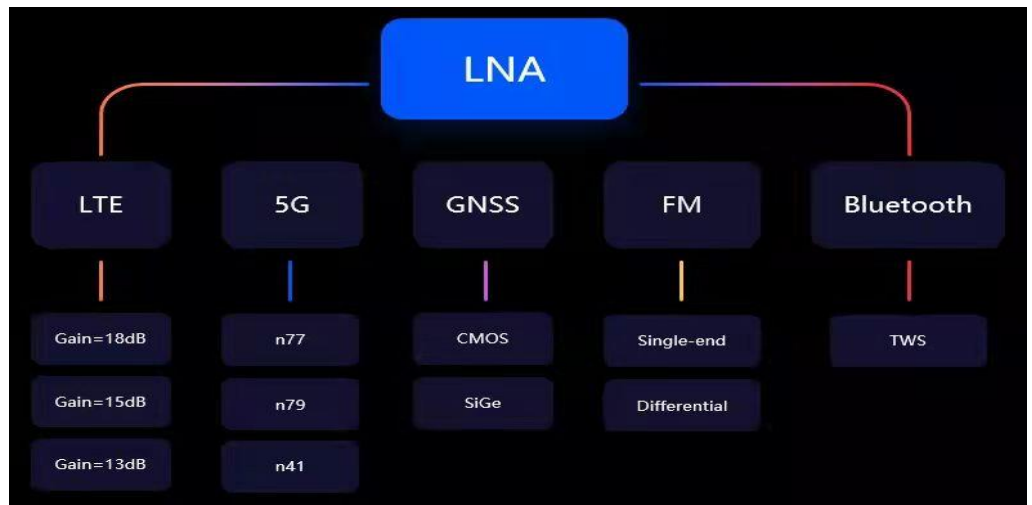 LNA
LTE
5G
GNSS
FM
Bluetooth
Gain=18dB
n77
CMOS
Single-end
TWS
Gain=15dB
n79
SiGe
Differential
Gain=13dB
n41